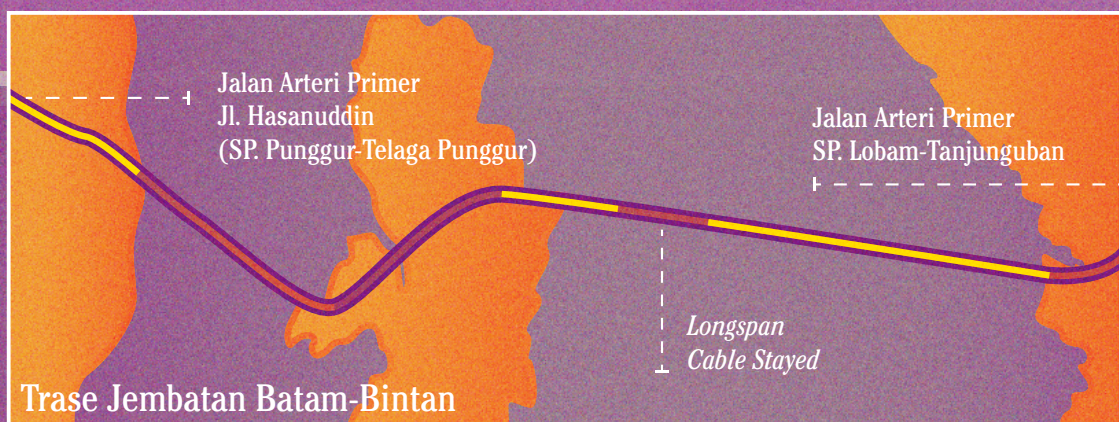 Jalan Arteri Primer
Jl. Hasanuddin
(SP. Punggur-Telaga Punggur)
Jalan Arteri Primer
SP. Lobam-Tanjunguban
Longspan
Cable Stayed
Trase Jembatan Batam-Bintan